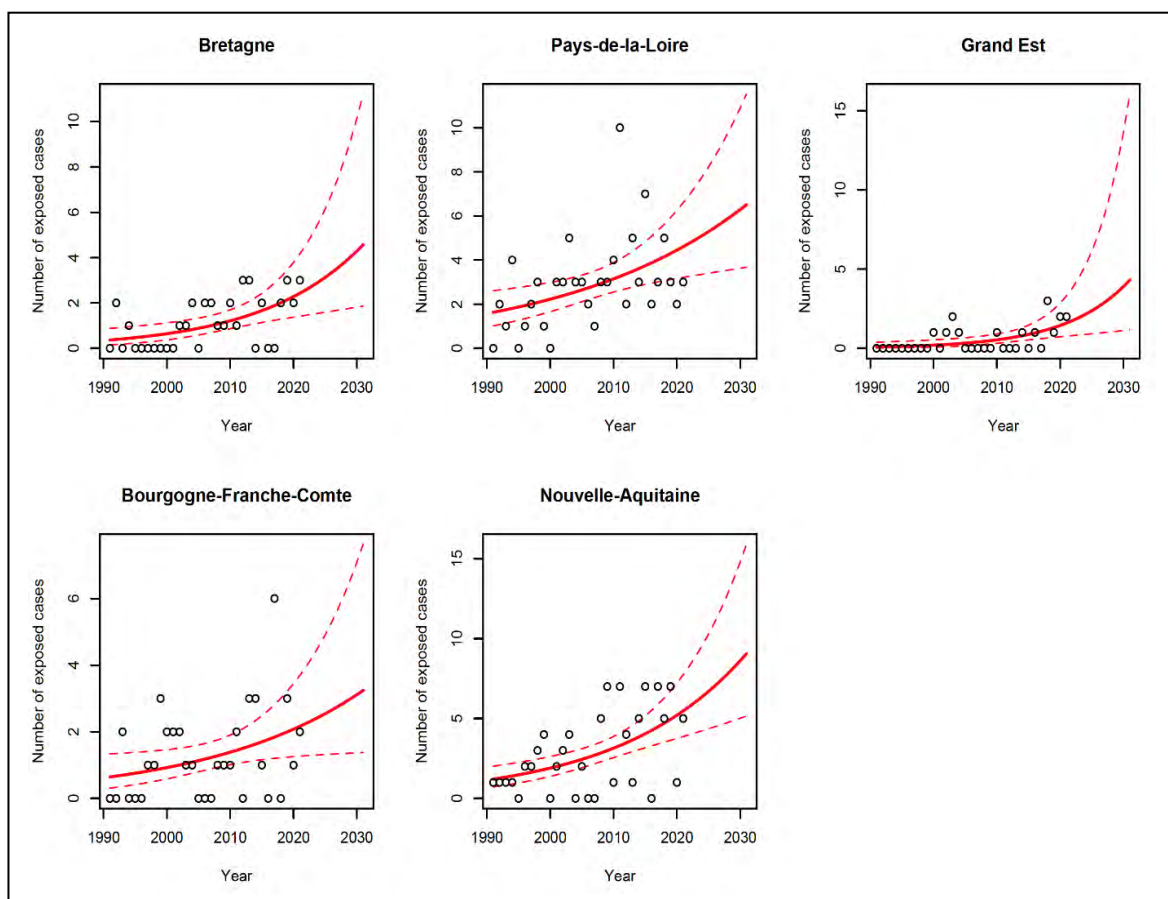 Bretagne
Pays-de-la-Loire
Grand Est
Number of exposed cases
0 2 4 6 8 10
1990 2000 2010 2020 2030
Year
Number of exposed cases
0 2 4 6 8 10
1990 2000 2010 2020 2030
Year
Number of exposed cases
0 5 10 15
1990 2000 2010 2020 2030
Year
Bourgogne-Franche-Comte
Nouvelle-Aquitaine
Number of exposed cases
0 2 4 6
1990 2000 2010 2020 2030
Year
Number of exposed cases
0 5 10 15
1990 2000 2010 2020 2030
Year